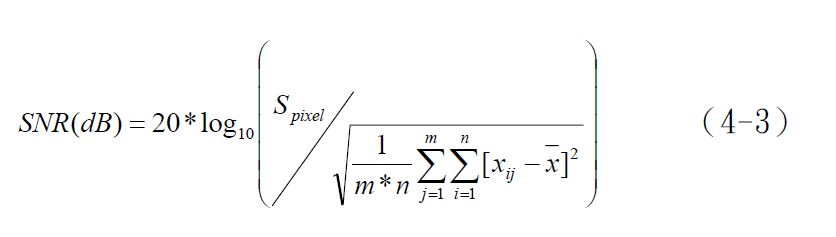 SNR(dB) = 20*log₁₀(S_pixel / √(1/(m*n) ∑_{j=1}^{m} ∑_{i=1}^{n} [x_ij − x̄]²)) （4-3）